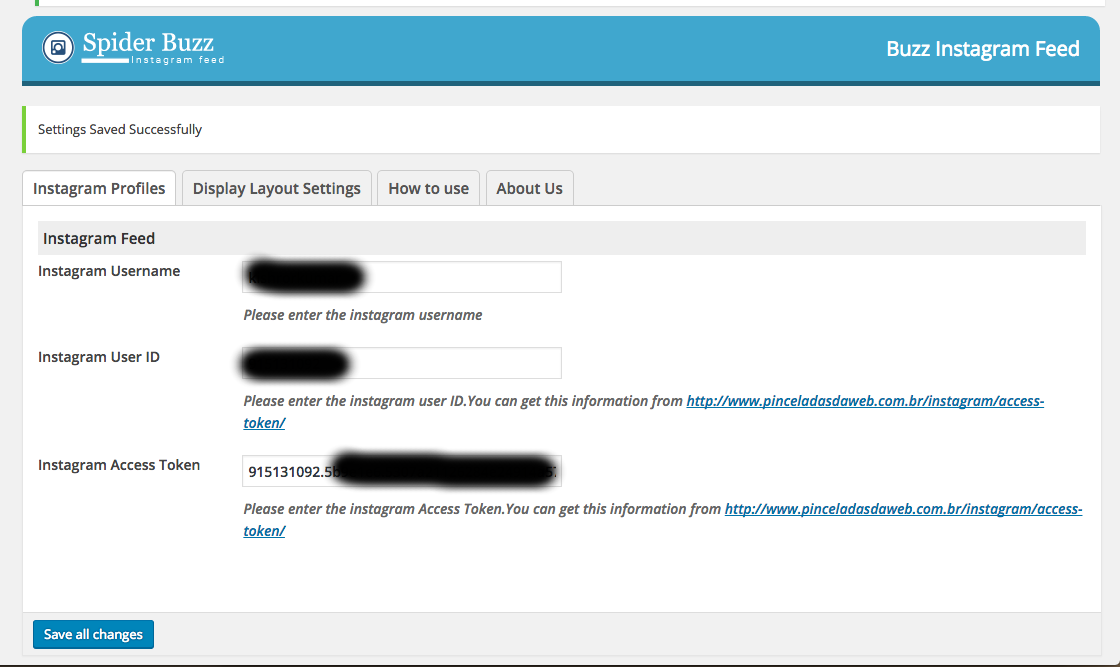 Spider Buzz
Instagram feed
Buzz Instagram Feed
Settings Saved Successfully
Instagram Profiles
Display Layout Settings
How to use
About Us
Instagram Feed
Instagram Username
Please enter the instagram username
Instagram User ID
Please enter the instagram user ID.You can get this information from http://www.pinceladasdaweb.com.br/instagram/access-
token/
Instagram Access Token
915131092.5
Please enter the instagram Access Token.You can get this information from http://www.pinceladasdaweb.com.br/instagram/access-
token/
Save all changes